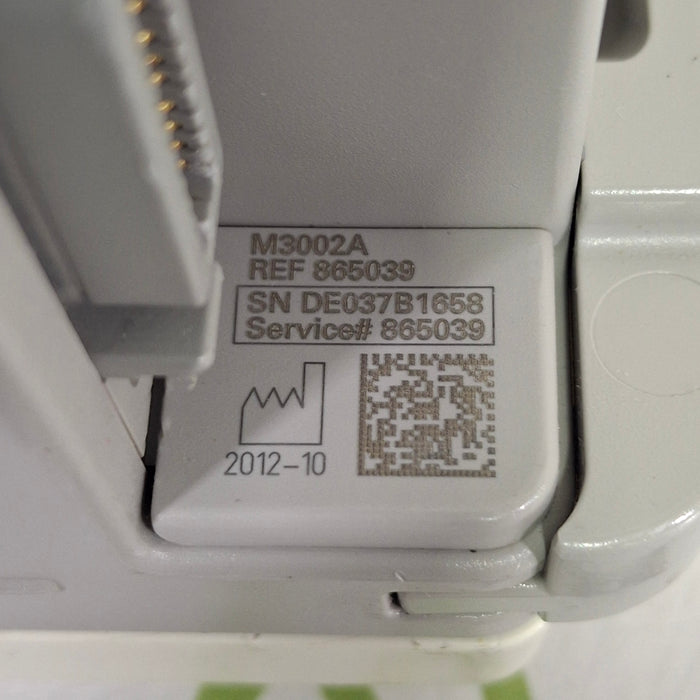 M3002A
REF 865039
SN DE037B1658
Service# 865039
2012-10